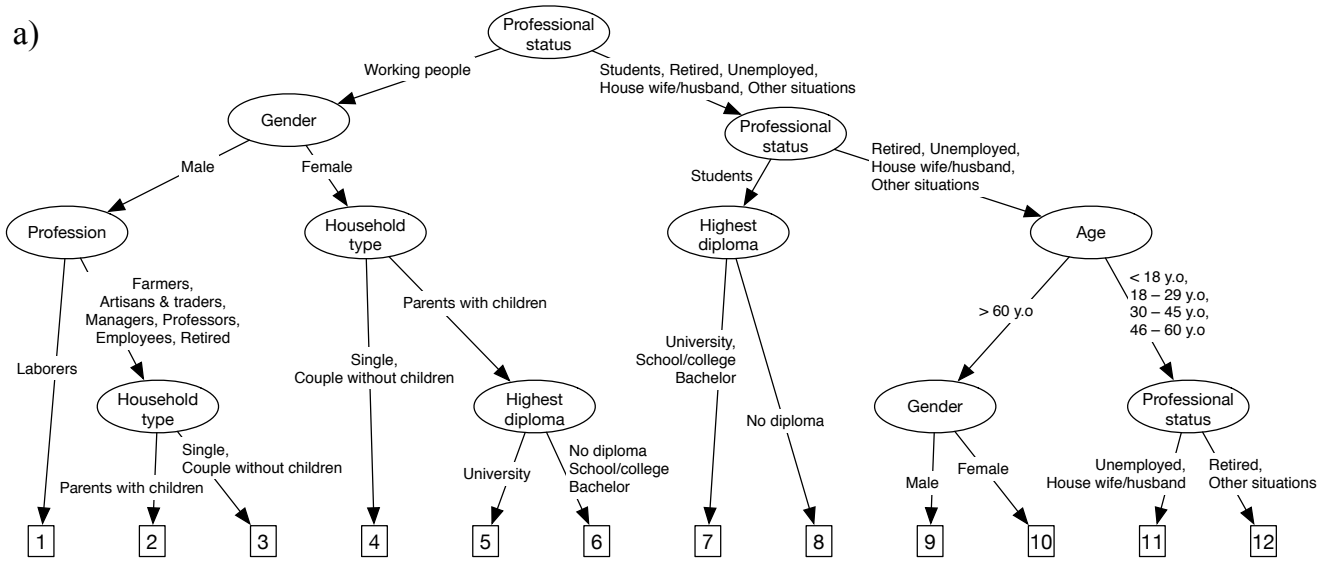 a)
Professional
status
Working people
Students, Retired, Unemployed,
House wife/husband, Other situations
Gender
Professional
status
Male
Female
Students
Retired, Unemployed,
House wife/husband,
Other situations
Profession
Household
type
Highest
diploma
Age
Farmers,
Artisans & traders,
Managers, Professors,
Employees, Retired
Parents with children
> 60 y.o
< 18 y.o,
18 – 29 y.o,
30 – 45 y.o,
46 – 60 y.o
Laborers
Single,
Couple without children
University,
School/college
Bachelor
No diploma
Household
type
Highest
diploma
Gender
Professional
status
Parents with children
Single,
Couple without children
University
No diploma
School/college
Bachelor
Male
Female
Unemployed,
House wife/husband
Retired,
Other situations
1
2
3
4
5
6
7
8
9
10
11
12